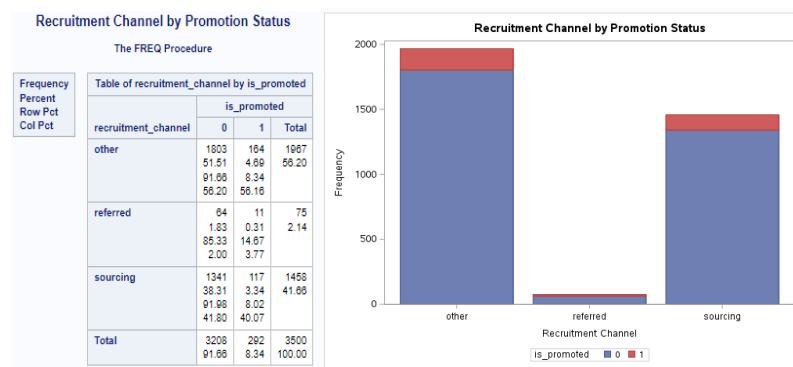 Recruitment Channel by Promotion Status
The FREQ Procedure
Frequency
Percent
Row Pct
Col Pct
Table of recruitment_channel by is_promoted
is_promoted
recruitment_channel 0 1 Total
other 1803 164 1967
51.51 4.69 56.20
91.66 8.34
56.20 56.16
referred 64 11 75
1.83 0.31 2.14
85.33 14.67
2.00 3.77
sourcing 1341 117 1458
38.31 3.34 41.66
91.98 8.02
41.80 40.07
Total 3208 292 3500
91.66 8.34 100.00
Recruitment Channel by Promotion Status
2000
1500
1000
500
0
Frequency
other referred sourcing
Recruitment Channel
is_promoted 0 1